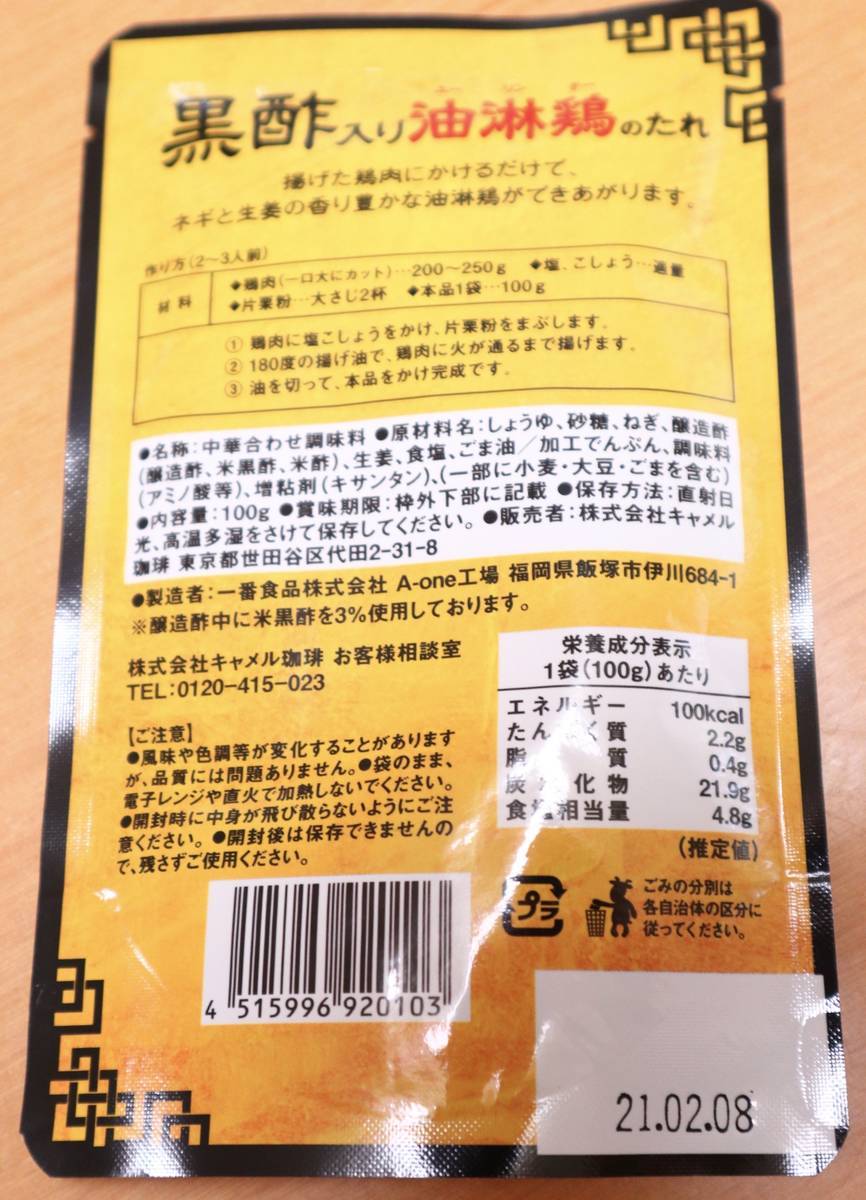 黒酢入り油淋鶏のたれ
揚げた鶏肉にかけるだけで、
ネギと生姜の香り豊かな油淋鶏ができあがります。
作り方(2〜3人前)
材料
◆鶏肉(一口大にカット)…200〜250g ◆塩、こしょう…適量
◆片栗粉…大さじ2杯 ◆本品1袋…100g
① 鶏肉に塩こしょうをかけ、片栗粉をまぶします。
② 180度の揚げ油で、鶏肉に火が通るまで揚げます。
③ 油を切って、本品をかけ完成です。
●名称:中華合わせ調味料 ●原材料名:しょうゆ、砂糖、ねぎ、醸造酢
(醸造酢、米黒酢、米酢)、生姜、食塩、ごま油/加工でんぷん、調味料
(アミノ酸等)、増粘剤(キサンタン)、(一部に小麦・大豆・ごまを含む)
●内容量:100g ●賞味期限:枠外下部に記載 ●保存方法:直射日
光、高温多湿をさけて保存してください。●販売者:株式会社キャメル
珈琲 東京都世田谷区代田2-31-8
●製造者:一番食品株式会社 A-one工場 福岡県飯塚市伊川684-1
※醸造酢中に米黒酢を3%使用しております。
株式会社キャメル珈琲 お客様相談室
TEL:0120-415-023
【ご注意】
●風味や色調等が変化することがあります
が、品質には問題ありません。●袋のまま、
電子レンジや直火で加熱しないでください。
●開封時に中身が飛び散らないようにご注
意ください。●開封後は保存できませんの
で、残さずご使用ください。
栄養成分表示
1袋(100g)あたり
エネルギー 100kcal
たんぱく質 2.2g
脂質 0.4g
炭水化物 21.9g
食塩相当量 4.8g
(推定値)
プラ
ごみの分別は
各自治体の区分に
従ってください。
4 515996 920103
21.02.08